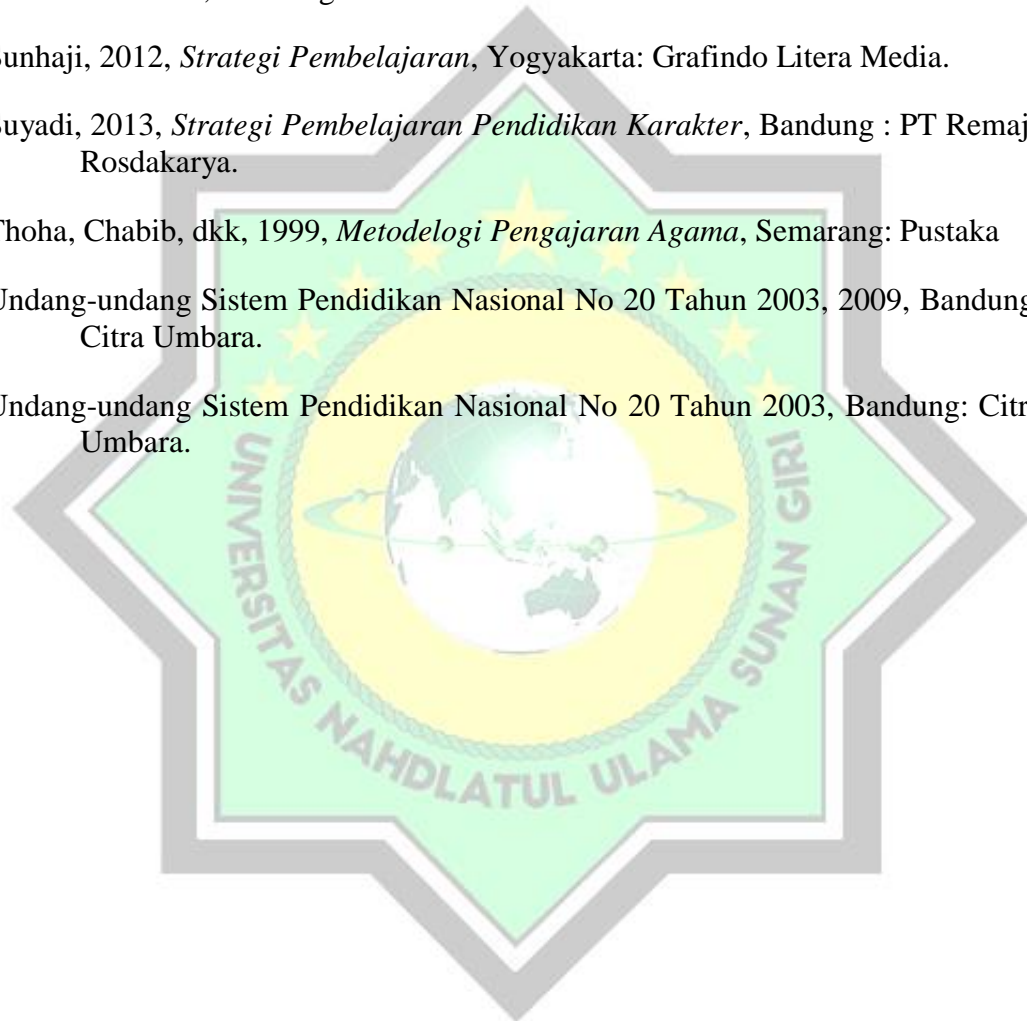 unhaji, 2012, Strategi Pembelajaran, Yogyakarta: Grafindo Litera Media.
uyadi, 2013, Strategi Pembelajaran Pendidikan Karakter, Bandung : PT Remaj
Rosdakarya.
Thoha, Chabib, dkk, 1999, Metodelogi Pengajaran Agama, Semarang: Pustaka
Undang-undang Sistem Pendidikan Nasional No 20 Tahun 2003, 2009, Bandung
Citra Umbara.
Undang-undang Sistem Pendidikan Nasional No 20 Tahun 2003, Bandung: Citr
Umbara.
UNIVERSITAS NAHDLATUL ULAMA SUNAN GIRI